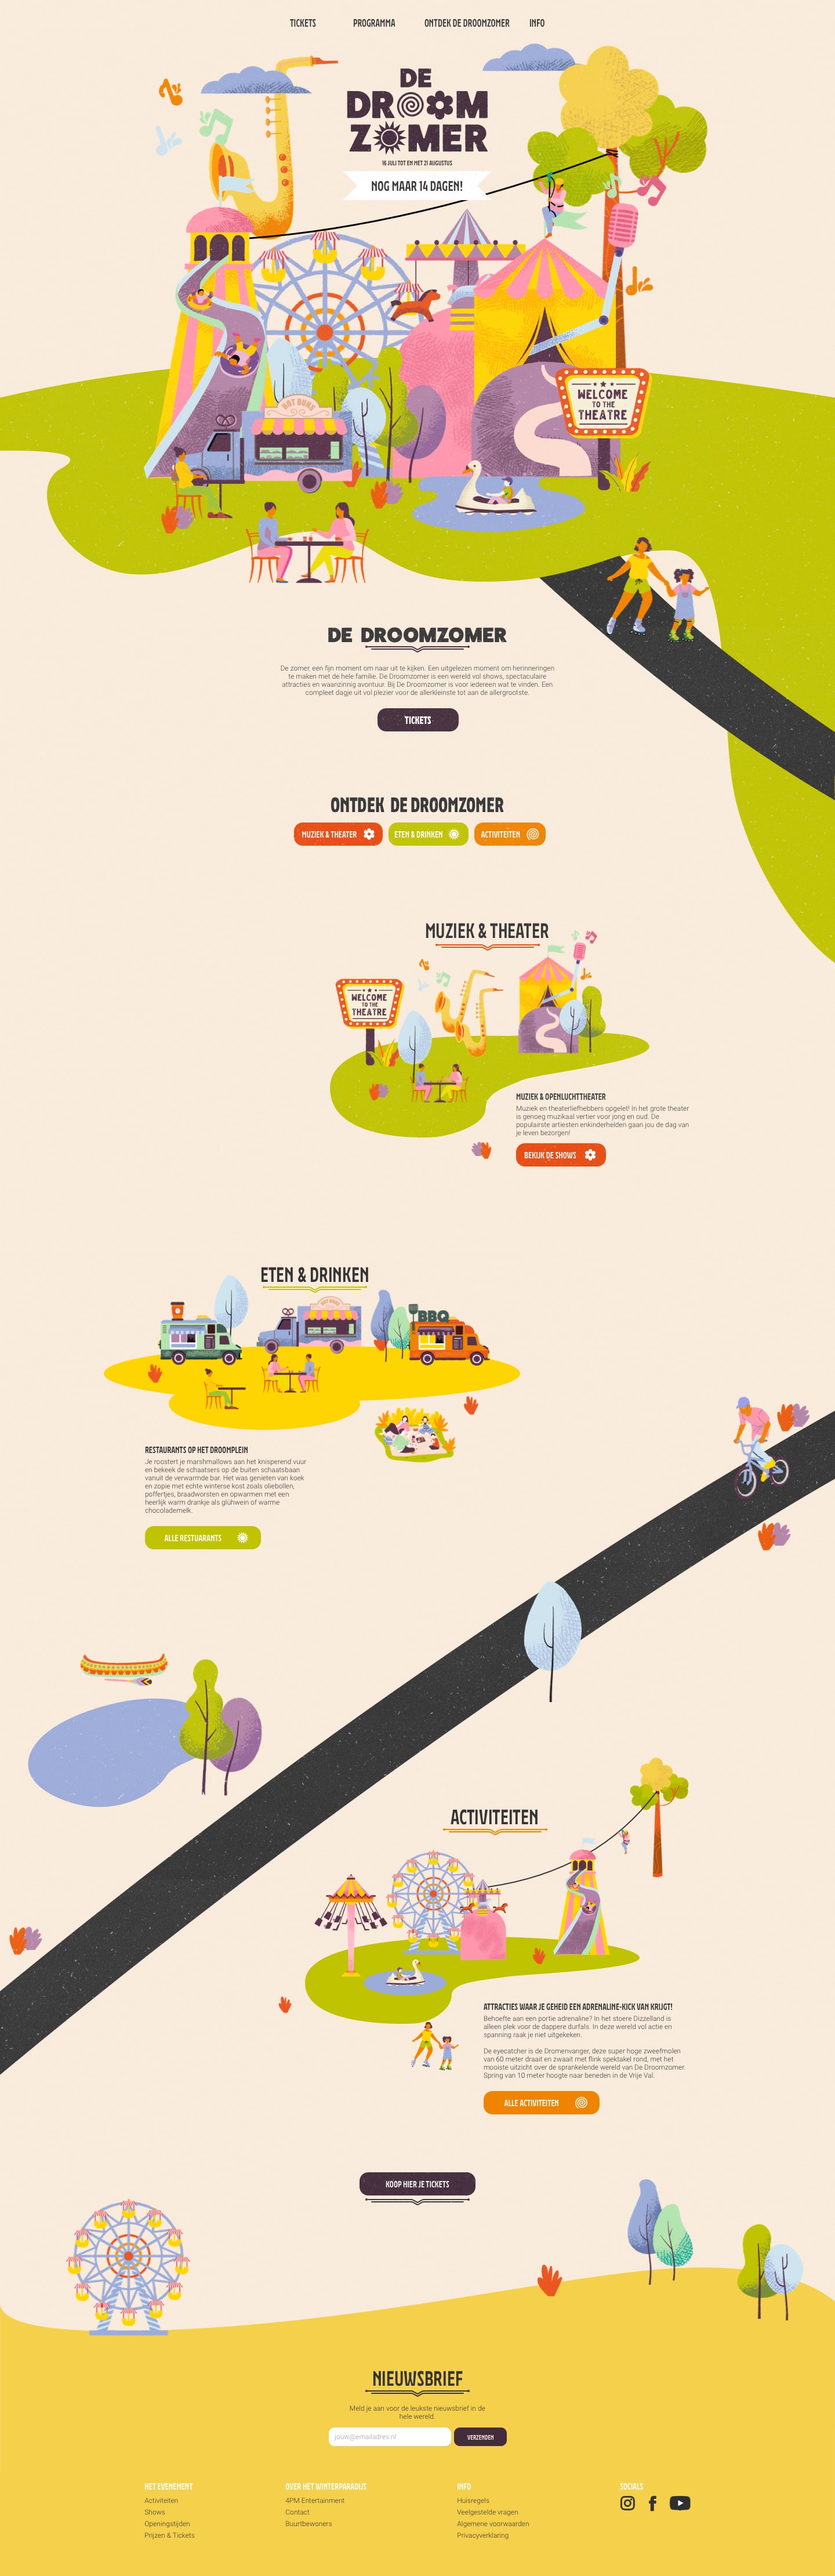 TICKETS PROGRAMMA ONTDEK DE DROOMZOMER INFO
DE
DROOM
ZOMER
16 JULI TOT EN MET 21 AUGUSTUS
NOG MAAR 14 DAGEN!
WELCOME
TO THE
THEATRE
HOT BUNS
DE DROOMZOMER
De zomer, een fijn moment om naar uit te kijken. Een uitgelezen moment om herinneringen
te maken met de hele familie. De Droomzomer is een wereld vol shows, spectaculaire
attracties en waanzinnig avontuur. Bij De Droomzomer is voor iedereen wat te vinden. Een
compleet dagje uit vol plezier voor de allerkleinste tot aan de allergrootste.
TICKETS
ONTDEK DE DROOMZOMER
MUZIEK & THEATER ETEN & DRINKEN ACTIVITEITEN
MUZIEK & THEATER
WELCOME
TO THE
THEATRE
MUZIEK & OPENLUCHTTHEATER
Muziek en theaterliefhebbers opgelet! In het grote theater
is genoeg muzikaal vertier voor jong en oud. De
populairste artiesten enkinderhelden gaan jou de dag van
je leven bezorgen!
BEKIJK DE SHOWS
ETEN & DRINKEN
HOT BUNS
BBQ
RESTAURANTS OP HET DROOMPLEIN
Je roostert je marshmallows aan het knisperend vuur
en bekeek de schaatsers op de buiten schaatsbaan
vanuit de verwarmde bar. Het was genieten van koek
en zopie met echte winterse kost zoals oliebollen,
poffertjes, braadworsten en opwarmen met een
heerlijk warm drankje als glühwein of warme
chocolademelk.
ALLE RESTUARANTS
ACTIVITEITEN
ATTRACTIES WAAR JE GEHEID EEN ADRENALINE-KICK VAN KRIJGT!
Behoefte aan een portie adrenaline? In het stoere Dizzelland is
alleen plek voor de dappere durfals. In deze wereld vol actie en
spanning raak je niet uitgekeken.
De eyecatcher is de Dromenvanger, deze super hoge zweefmolen
van 60 meter draait en zwaait met flink spektakel rond, met het
mooiste uitzicht over de sprankelende wereld van De Droomzomer.
Spring van 10 meter hoogte naar beneden in de Vrije Val.
ALLE ACTIVITEITEN
KOOP HIER JE TICKETS
NIEUWSBRIEF
Meld je aan voor de leukste nieuwsbrief in de
hele wereld.
jouw@emailadres.nl VERZENDEN
HET EVENEMENT
Activiteiten
Shows
Openingstijden
Prijzen & Tickets
OVER HET WINTERPARADIJS
4PM Entertainment
Contact
Buurtbewoners
INFO
Huisregels
Veelgestelde vragen
Algemene voorwaarden
Privacyverklaring
SOCIALS